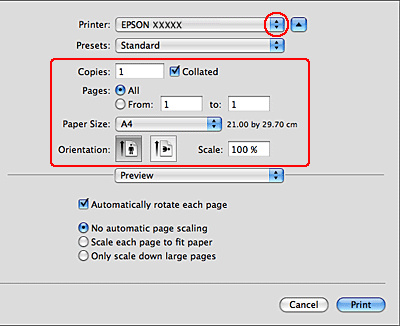 Printer: EPSON XXXXX
Presets: Standard
Copies: 1 Collated
Pages: All
From: 1 to: 1
Paper Size: A4 21.00 by 29.70 cm
Orientation: Scale: 100 %
Preview
Automatically rotate each page
No automatic page scaling
Scale each page to fit paper
Only scale down large pages
Cancel Print